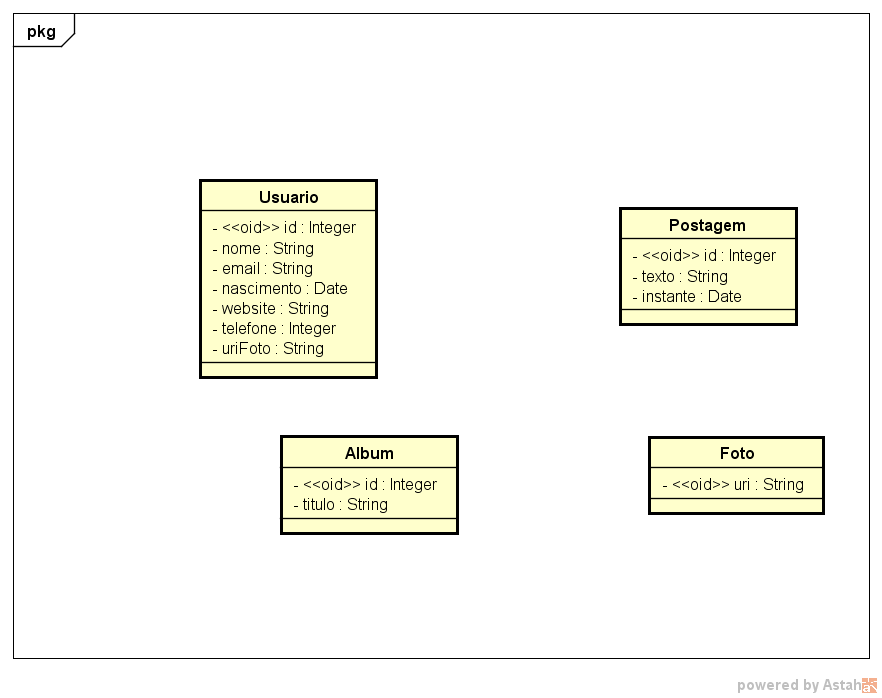 pkg
Usuario
- <<oid>> id : Integer
- nome : String
- email : String
- nascimento : Date
- website : String
- telefone : Integer
- uriFoto : String
Postagem
- <<oid>> id : Integer
- texto : String
- instante : Date
Album
- <<oid>> id : Integer
- titulo : String
Foto
- <<oid>> uri : String
powered by Astah